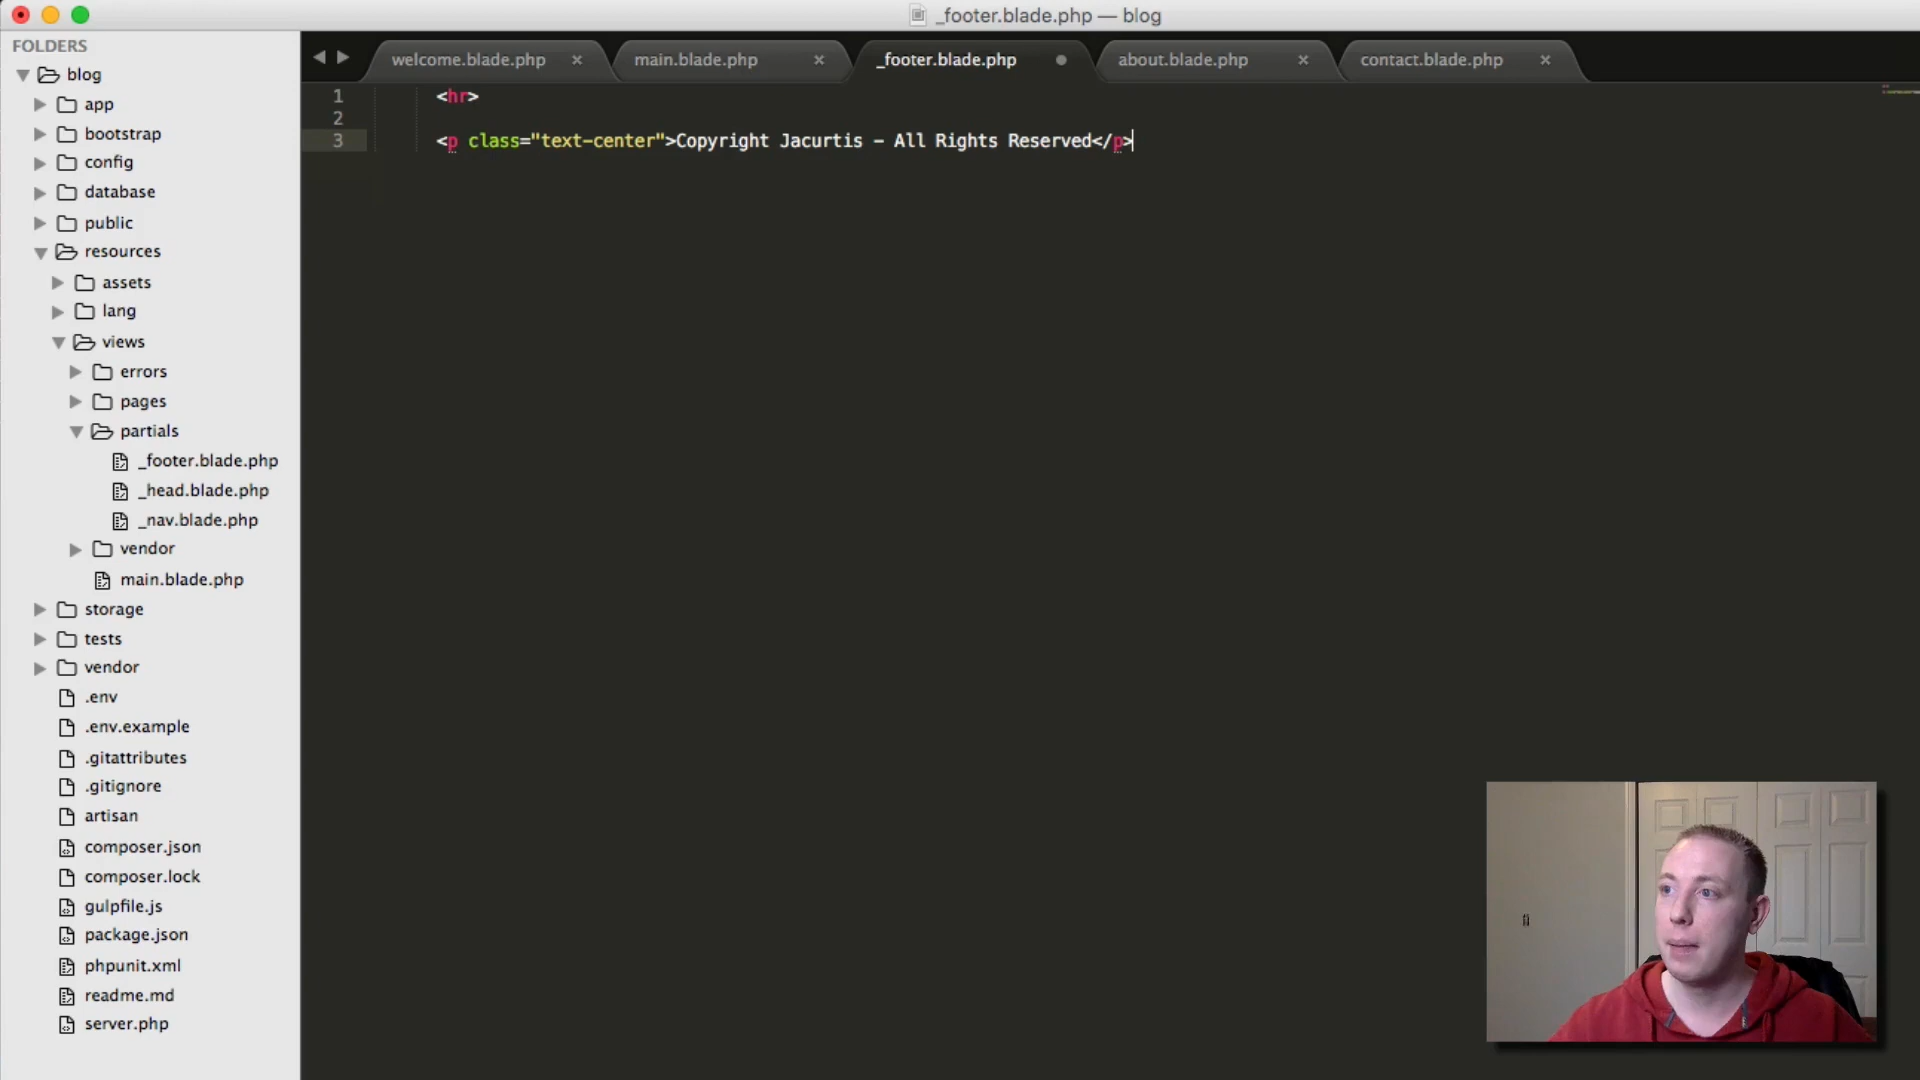 _footer.blade.php — blog
FOLDERS
blog
app
bootstrap
config
database
public
resources
assets
lang
views
errors
pages
partials
_footer.blade.php
_head.blade.php
_nav.blade.php
vendor
main.blade.php
storage
tests
vendor
.env
.env.example
.gitattributes
.gitignore
artisan
composer.json
composer.lock
gulpfile.js
package.json
phpunit.xml
readme.md
server.php
welcome.blade.php
main.blade.php
_footer.blade.php
about.blade.php
contact.blade.php
1 <hr>
2
3 <p class="text-center">Copyright Jacurtis - All Rights Reserved</p>